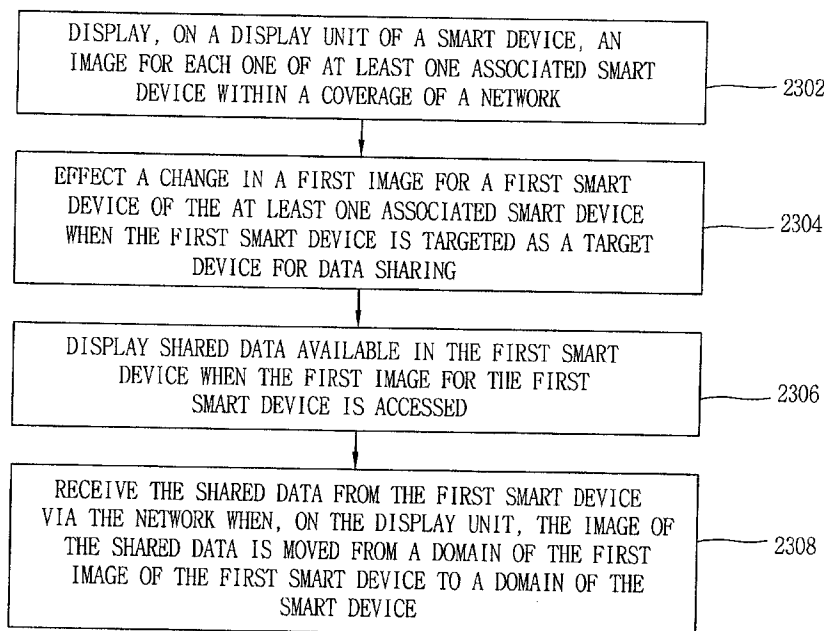 DISPLAY, ON A DISPLAY UNIT OF A SMART DEVICE, AN
IMAGE FOR EACH ONE OF AT LEAST ONE ASSOCIATED SMART
DEVICE WITHIN A COVERAGE OF A NETWORK
2302
EFFECT A CHANGE IN A FIRST IMAGE FOR A FIRST SMART
DEVICE OF THE AT LEAST ONE ASSOCIATED SMART DEVICE
WHEN THE FIRST SMART DEVICE IS TARGETED AS A TARGET
DEVICE FOR DATA SHARING
2304
DISPLAY SHARED DATA AVAILABLE IN THE FIRST SMART
DEVICE WHEN THE FIRST IMAGE FOR THE FIRST
SMART DEVICE IS ACCESSED
2306
RECEIVE THE SHARED DATA FROM THE FIRST SMART DEVICE
VIA THE NETWORK WHEN, ON THE DISPLAY UNIT, THE IMAGE OF
THE SHARED DATA IS MOVED FROM A DOMAIN OF THE FIRST
IMAGE OF THE FIRST SMART DEVICE TO A DOMAIN OF THE
SMART DEVICE
2308